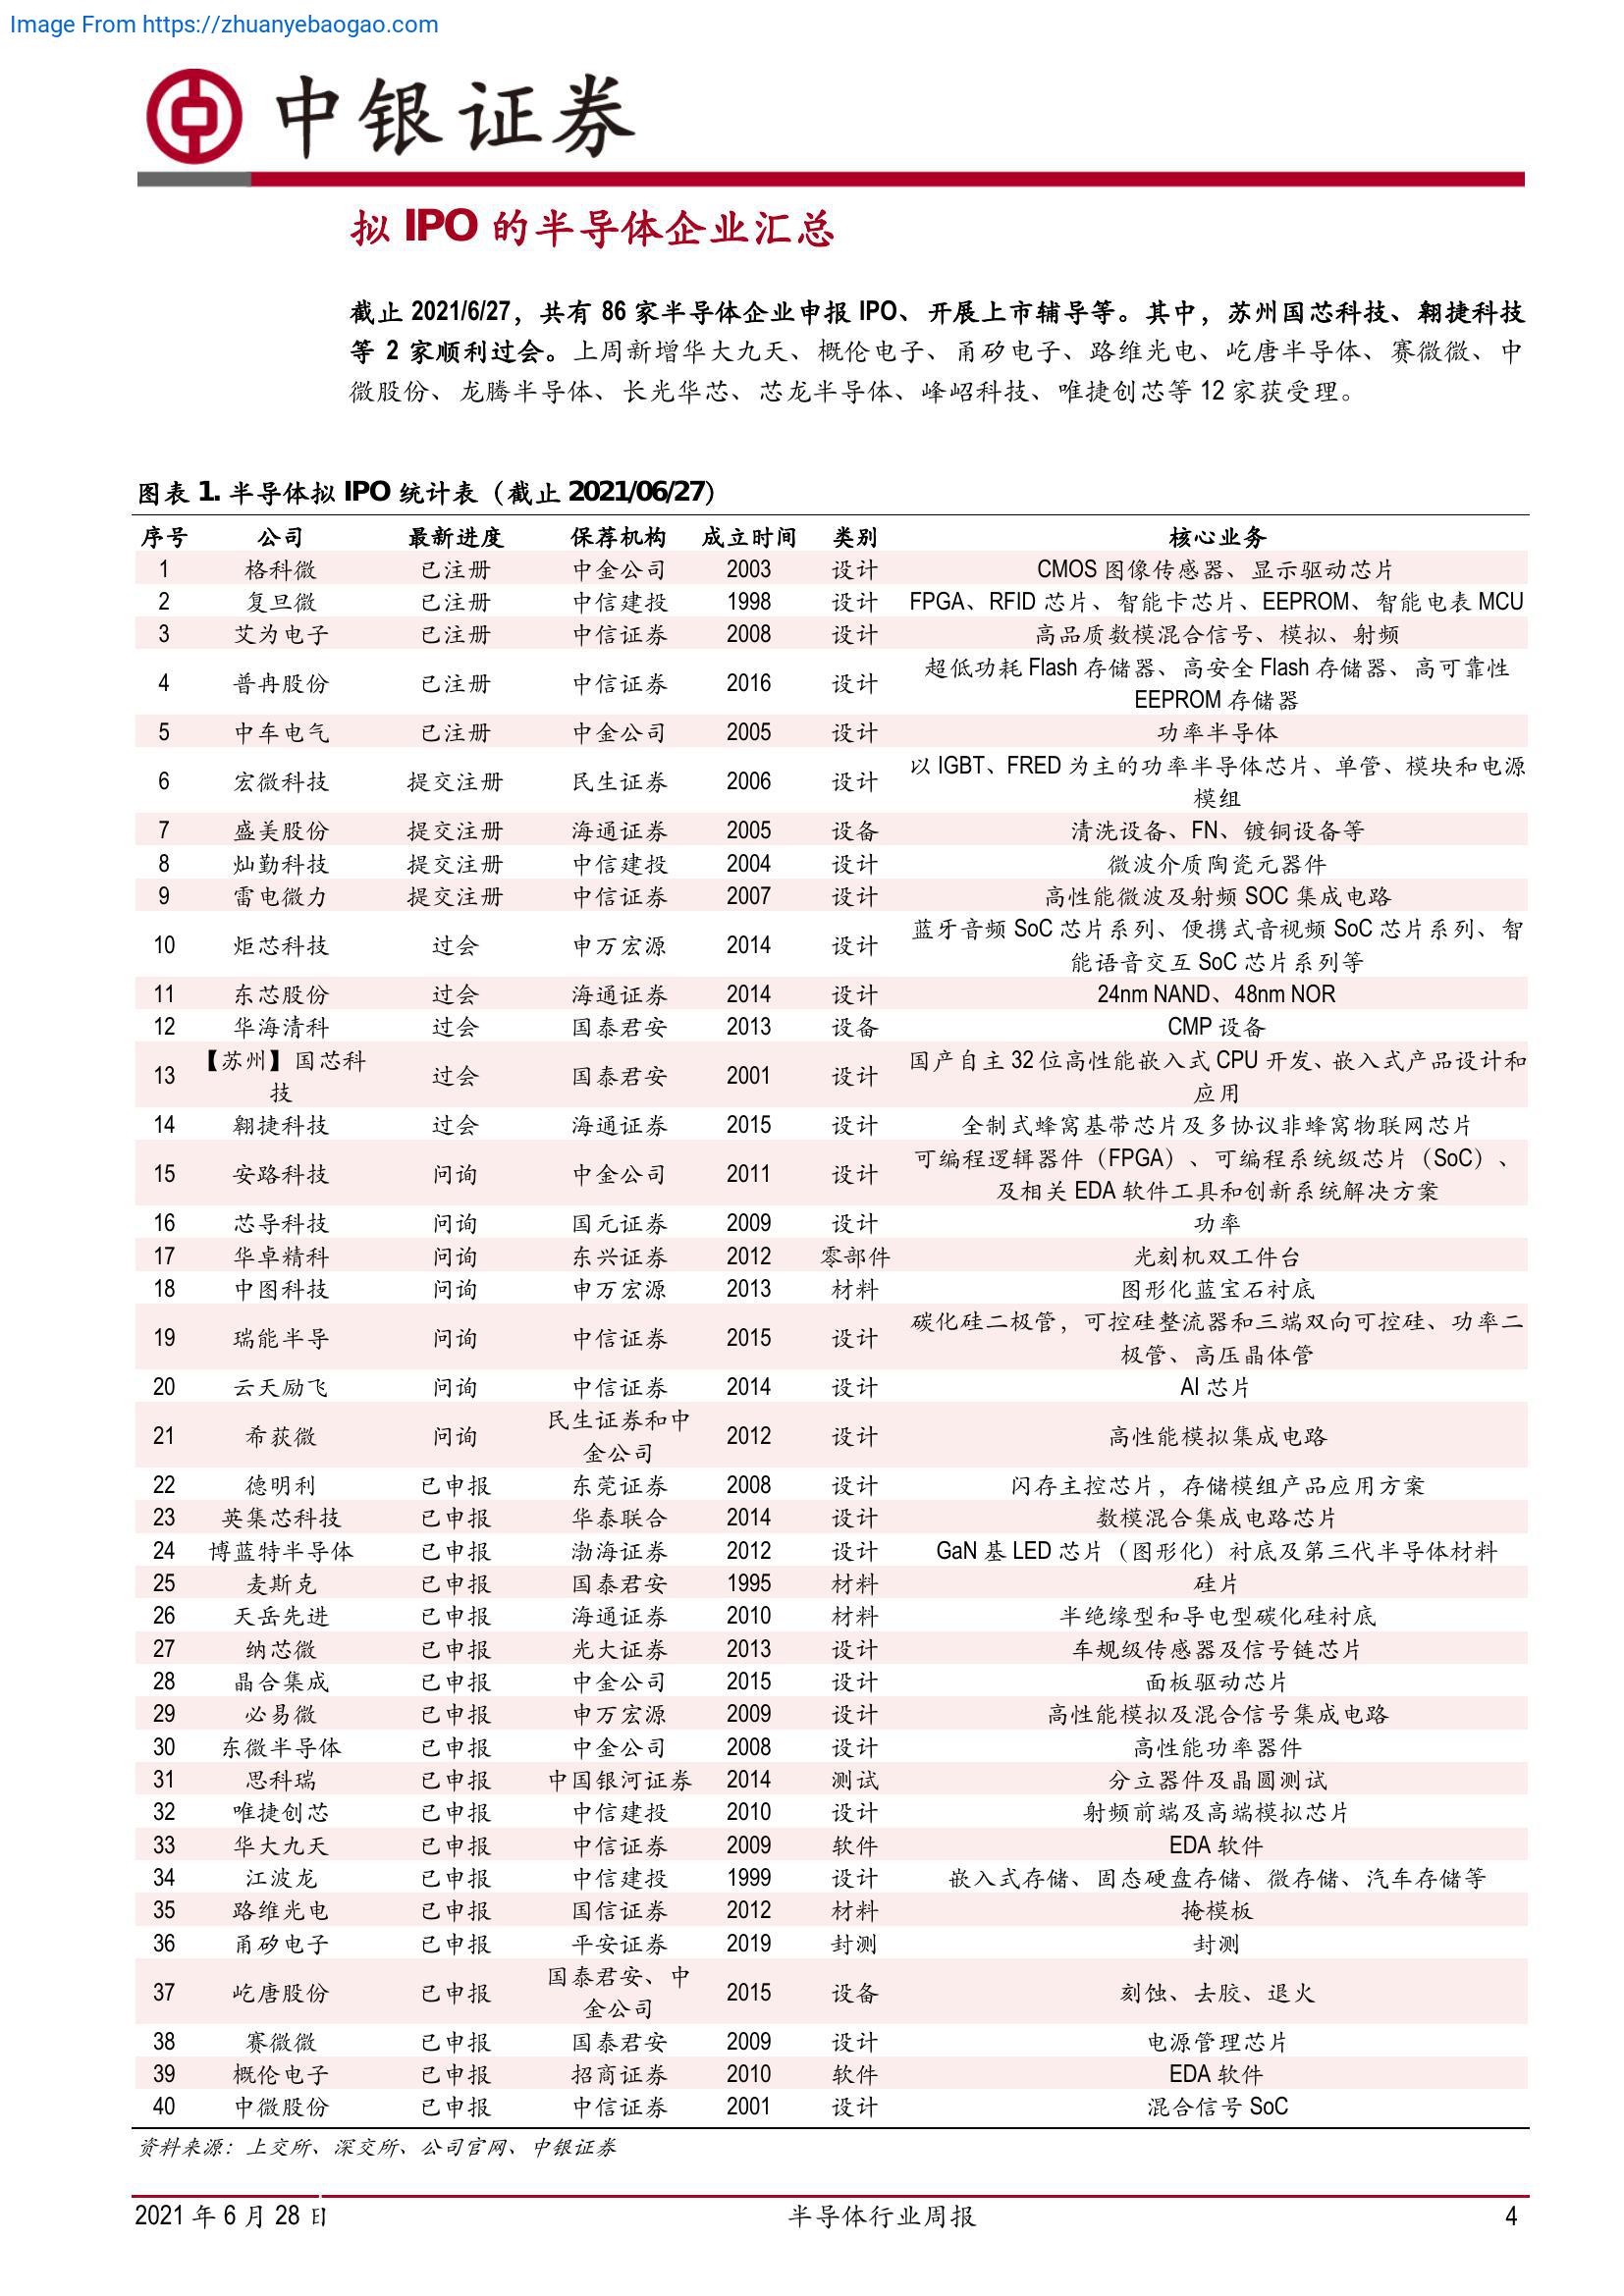 Image From https://zhuanyebaogao.com
中银证券
拟 IPO 的半导体企业汇总
截止 2021/6/27，共有 86 家半导体企业申报 IPO、开展上市辅导等。其中，苏州国芯科技、翱捷科技
等 2 家顺利过会。上周新增华大九天、概伦电子、甬矽电子、路维光电、屹唐半导体、赛微微、中
微股份、龙腾半导体、长光华芯、芯龙半导体、峰岹科技、唯捷创芯等 12 家获受理。
图表 1. 半导体拟 IPO 统计表（截止 2021/06/27）
序号 公司 最新进度 保荐机构 成立时间 类别 核心业务
1 格科微 已注册 中金公司 2003 设计 CMOS 图像传感器、显示驱动芯片
2 复旦微 已注册 中信建投 1998 设计 FPGA、RFID 芯片、智能卡芯片、EEPROM、智能电表 MCU
3 艾为电子 已注册 中信证券 2008 设计 高品质数模混合信号、模拟、射频
4 普冉股份 已注册 中信证券 2016 设计 超低功耗 Flash 存储器、高安全 Flash 存储器、高可靠性
EEPROM 存储器
5 中车电气 已注册 中金公司 2005 设计 功率半导体
6 宏微科技 提交注册 民生证券 2006 设计 以 IGBT、FRED 为主的功率半导体芯片、单管、模块和电源
模组
7 盛美股份 提交注册 海通证券 2005 设备 清洗设备、FN、镀铜设备等
8 灿勤科技 提交注册 中信建投 2004 设计 微波介质陶瓷元器件
9 雷电微力 提交注册 中信证券 2007 设计 高性能微波及射频 SOC 集成电路
10 炬芯科技 过会 申万宏源 2014 设计 蓝牙音频 SoC 芯片系列、便携式音视频 SoC 芯片系列、智
能语音交互 SoC 芯片系列等
11 东芯股份 过会 海通证券 2014 设计 24nm NAND、48nm NOR
12 华海清科 过会 国泰君安 2013 设备 CMP 设备
13 【苏州】国芯科 过会 国泰君安 2001 设计 国产自主 32 位高性能嵌入式 CPU 开发、嵌入式产品设计和
技 应用
14 翱捷科技 过会 海通证券 2015 设计 全制式蜂窝基带芯片及多协议非蜂窝物联网芯片
15 安路科技 问询 中金公司 2011 设计 可编程逻辑器件（FPGA）、可编程系统级芯片（SoC）、
及相关 EDA 软件工具和创新系统解决方案
16 芯导科技 问询 国元证券 2009 设计 功率
17 华卓精科 问询 东兴证券 2012 零部件 光刻机双工件台
18 中图科技 问询 申万宏源 2013 材料 图形化蓝宝石衬底
19 瑞能半导 问询 中信证券 2015 设计 碳化硅二极管，可控硅整流器和三端双向可控硅、功率二
极管、高压晶体管
20 云天励飞 问询 中信证券 2014 设计 AI 芯片
21 希荻微 问询 民生证券和中 2012 设计 高性能模拟集成电路
金公司
22 德明利 已申报 东莞证券 2008 设计 闪存主控芯片，存储模组产品应用方案
23 英集芯科技 已申报 华泰联合 2014 设计 数模混合集成电路芯片
24 博蓝特半导体 已申报 渤海证券 2012 设计 GaN 基 LED 芯片（图形化）衬底及第三代半导体材料
25 麦斯克 已申报 国泰君安 1995 材料 硅片
26 天岳先进 已申报 海通证券 2010 材料 半绝缘型和导电型碳化硅衬底
27 纳芯微 已申报 光大证券 2013 设计 车规级传感器及信号链芯片
28 晶合集成 已申报 中金公司 2015 设计 面板驱动芯片
29 必易微 已申报 申万宏源 2009 设计 高性能模拟及混合信号集成电路
30 东微半导体 已申报 中金公司 2008 设计 高性能功率器件
31 思科瑞 已申报 中国银河证券 2014 测试 分立器件及晶圆测试
32 唯捷创芯 已申报 中信建投 2010 设计 射频前端及高端模拟芯片
33 华大九天 已申报 中信证券 2009 软件 EDA 软件
34 江波龙 已申报 中信建投 1999 设计 嵌入式存储、固态硬盘存储、微存储、汽车存储等
35 路维光电 已申报 国信证券 2012 材料 掩模板
36 甬矽电子 已申报 平安证券 2019 封测 封测
37 屹唐股份 已申报 国泰君安、中 2015 设备 刻蚀、去胶、退火
金公司
38 赛微微 已申报 国泰君安 2009 设计 电源管理芯片
39 概伦电子 已申报 招商证券 2010 软件 EDA 软件
40 中微股份 已申报 中信证券 2001 设计 混合信号 SoC
资料来源：上交所、深交所、公司官网、中银证券
2021 年 6 月 28 日 半导体行业周报 4